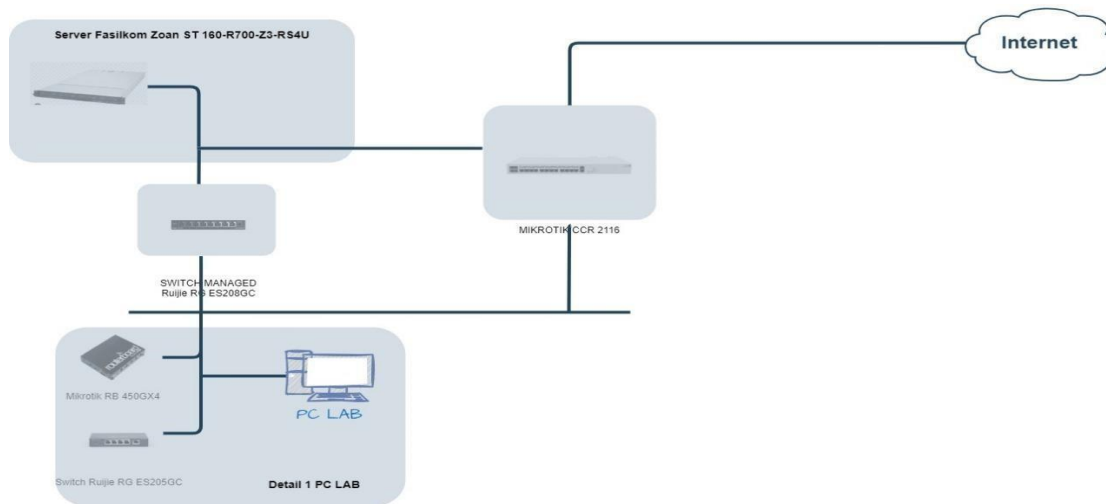 Server Fasilkom Zoan ST 160-R700-Z3-RS4U
Internet
MIKROTIK CCR 2116
SWITCH MANAGED
Ruijie RG ES208GC
Mikrotik RB 450GX4
PC LAB
Switch Ruijie RG ES205GC
Detail 1 PC LAB